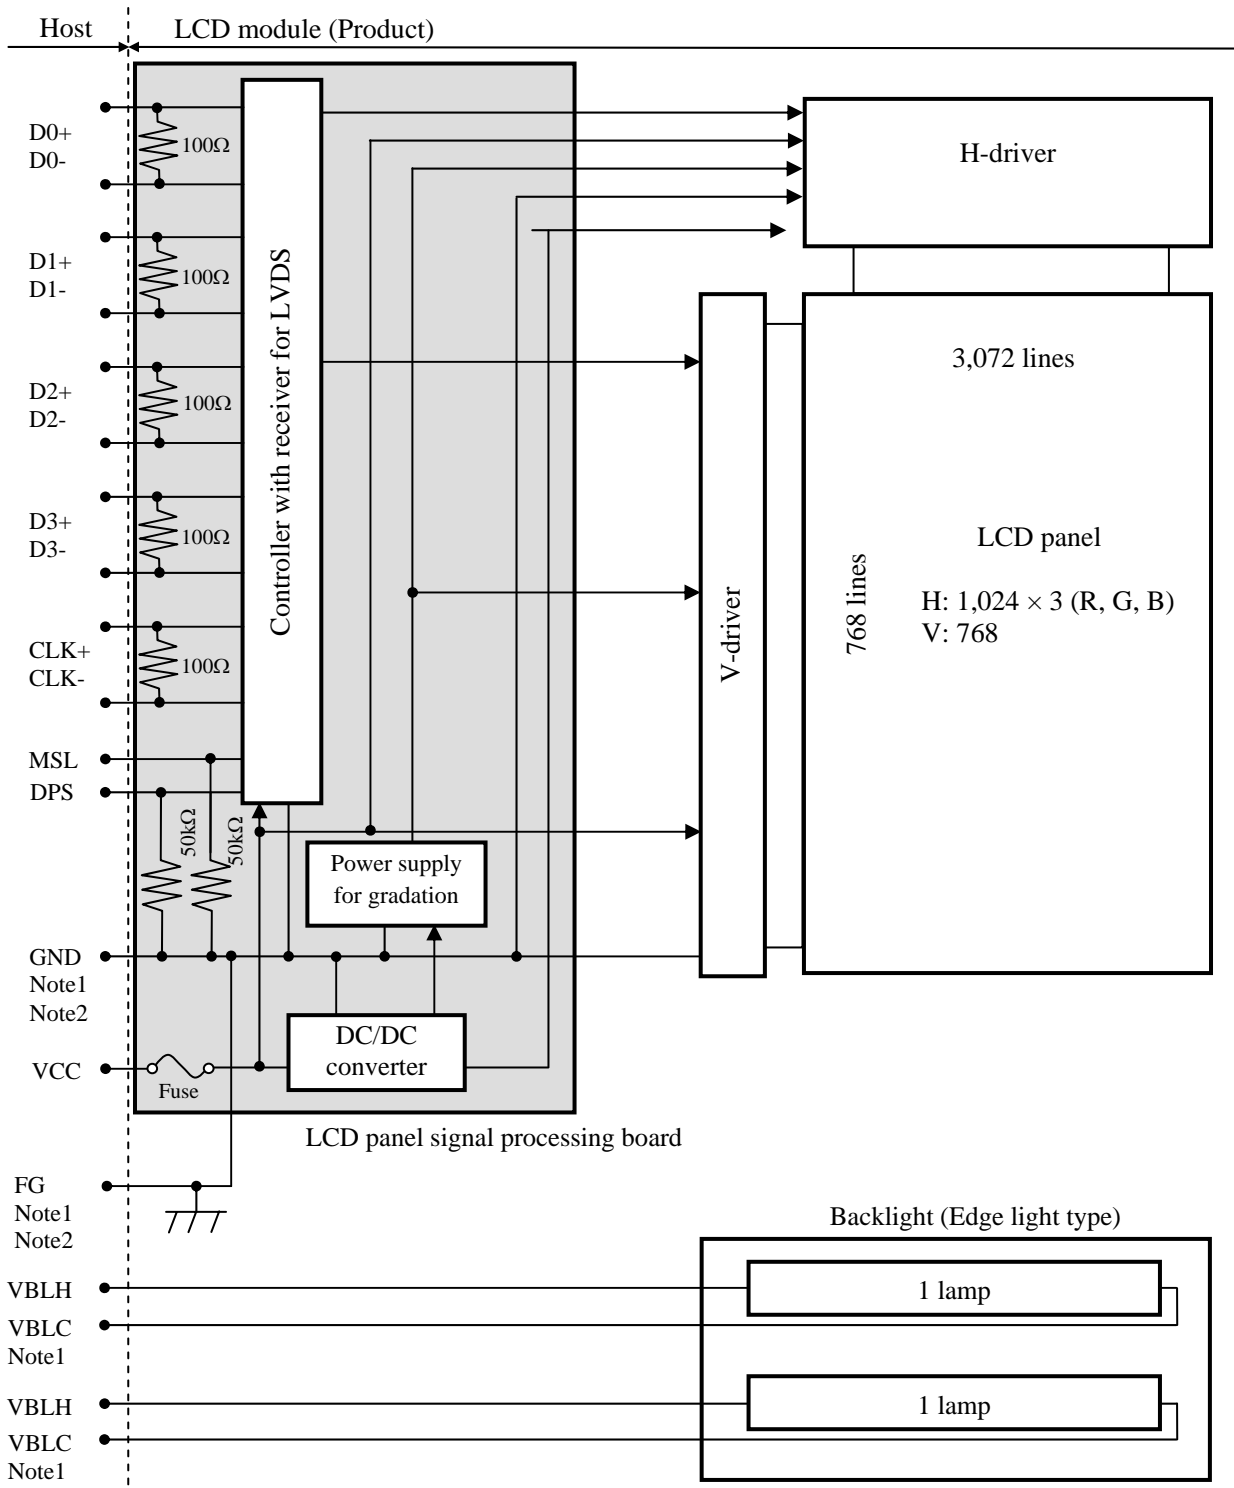 Host
LCD module (Product)
D0+
D0-
100Ω
D1+
D1-
100Ω
D2+
D2-
100Ω
D3+
D3-
100Ω
CLK+
CLK-
100Ω
MSL
DPS
50kΩ
50kΩ
GND
Note1
Note2
VCC
Fuse
FG
Note1
Note2
Controller with receiver for LVDS
Power supply
for gradation
DC/DC
converter
LCD panel signal processing board
H-driver
V-driver
3,072 lines
768 lines
LCD panel
H: 1,024 × 3 (R, G, B)
V: 768
Backlight (Edge light type)
VBLH
1 lamp
VBLC
Note1
VBLH
1 lamp
VBLC
Note1